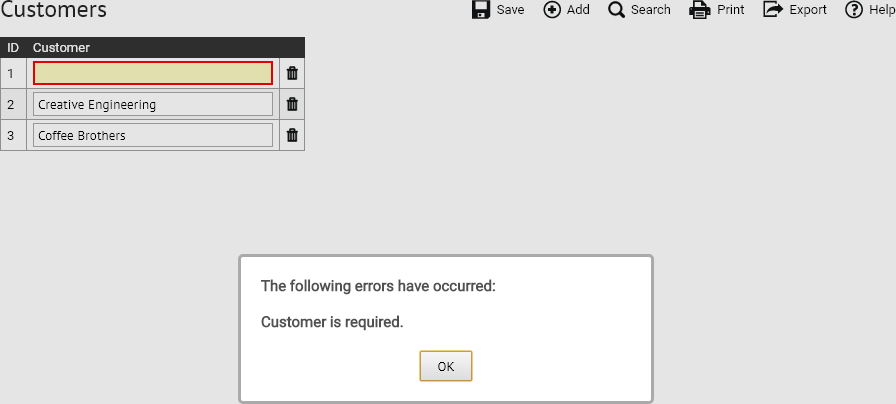 Customers
Save Add Search Print Export Help
ID Customer
1
2 Creative Engineering
3 Coffee Brothers
The following errors have occurred:
Customer is required.
OK